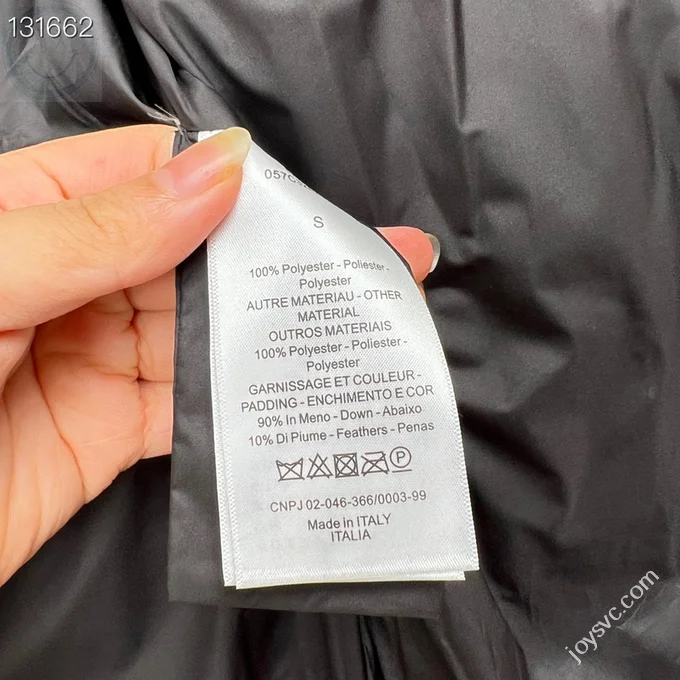 131662
S
100% Polyester - Poliester -
Polyester
AUTRE MATERIAU - OTHER
MATERIAL
OUTROS MATERIAIS
100% Polyester - Poliester -
Polyester
GARNISSAGE ET COULEUR -
PADDING - ENCHIMENTO E COR
90% In Meno - Down - Abaixo
10% Di Piume - Feathers - Penas
P
CNPJ 02-046-366/0003-99
Made in ITALY
ITALIA
joysvc.com